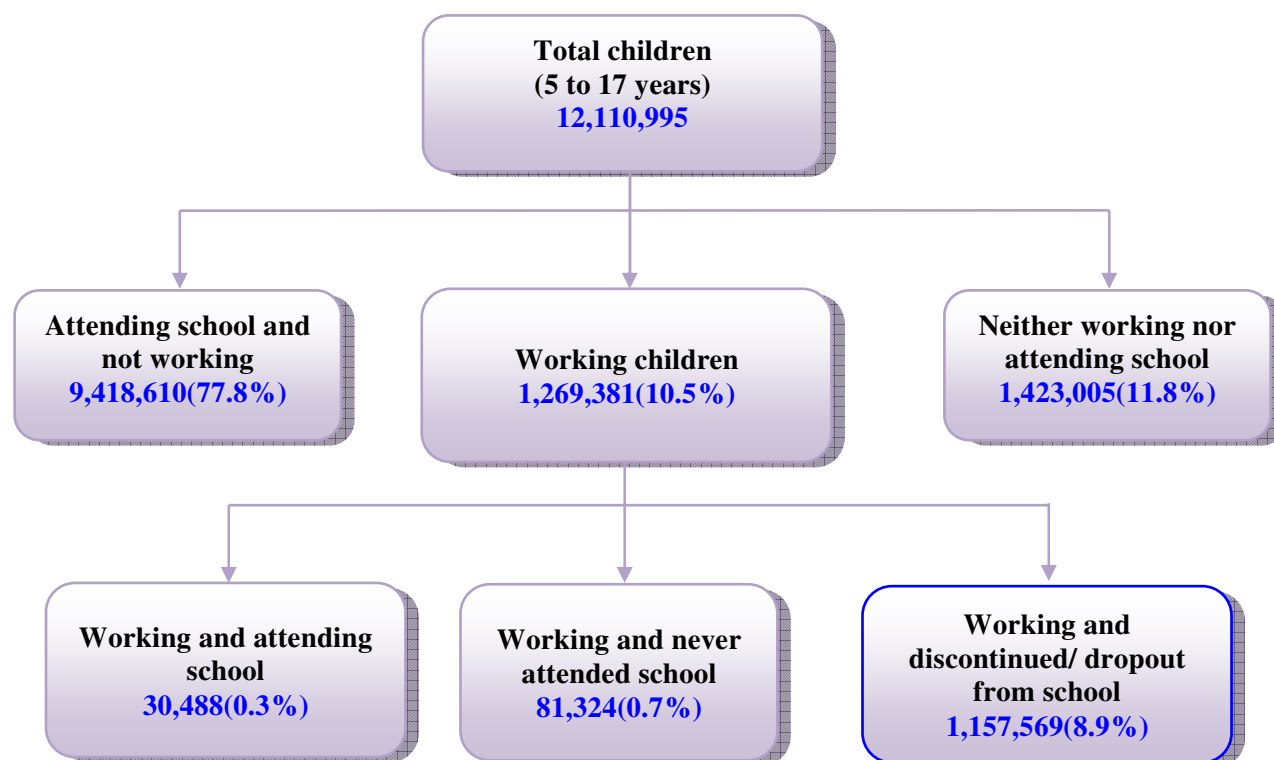 Total children
(5 to 17 years)
12,110,995
Attending school and
not working
9,418,610(77.8%)
Working children
1,269,381(10.5%)
Neither working nor
attending school
1,423,005(11.8%)
Working and attending
school
30,488(0.3%)
Working and never
attended school
81,324(0.7%)
Working and
discontinued/ dropout
from school
1,157,569(8.9%)